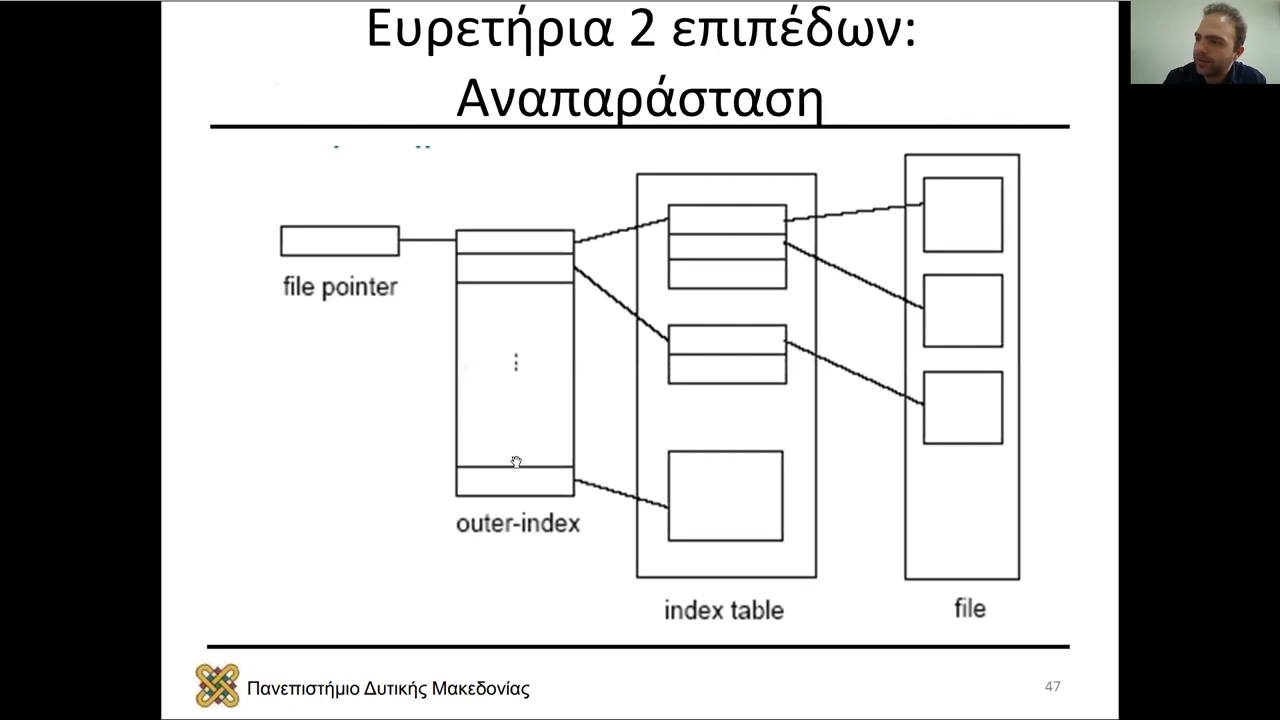 Ευρετήρια 2 επιπέδων:
Αναπαράσταση
file pointer
outer-index
index table
file
Πανεπιστήμιο Δυτικής Μακεδονίας
47